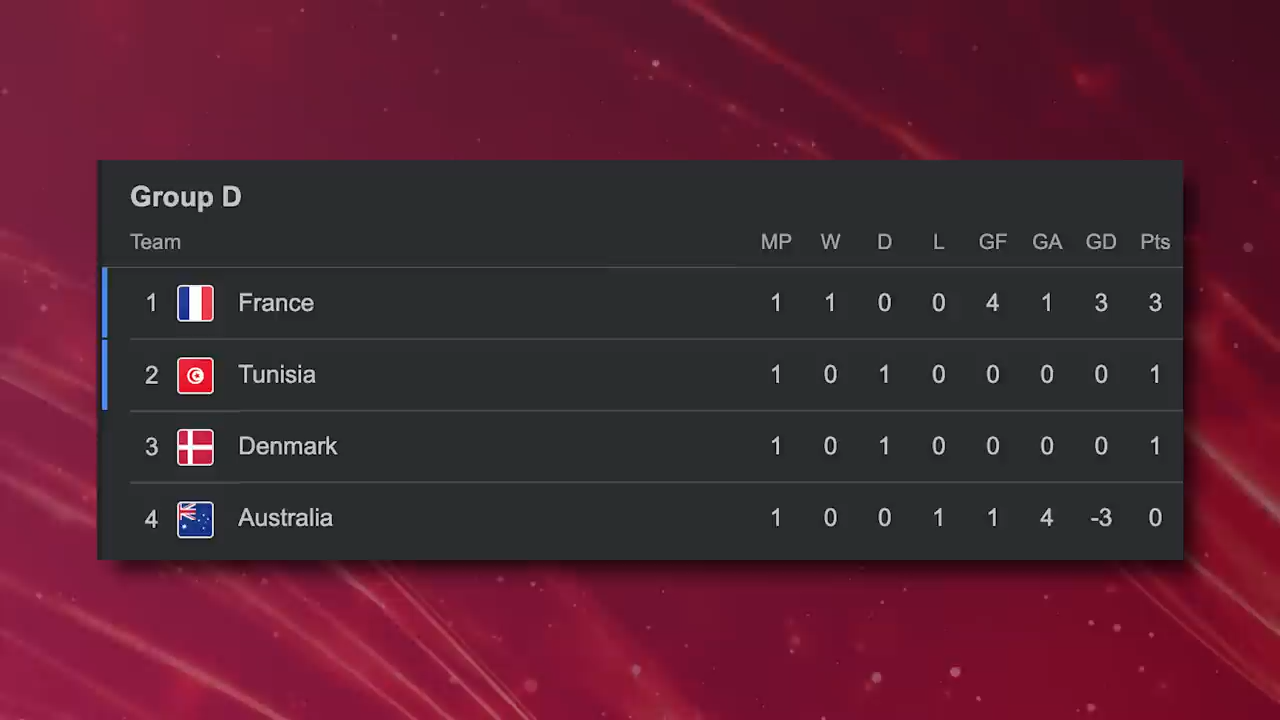 Group D
Team MP W D L GF GA GD Pts
1 France 1 1 0 0 4 1 3 3
2 Tunisia 1 0 1 0 0 0 0 1
3 Denmark 1 0 1 0 0 0 0 1
4 Australia 1 0 0 1 1 4 -3 0